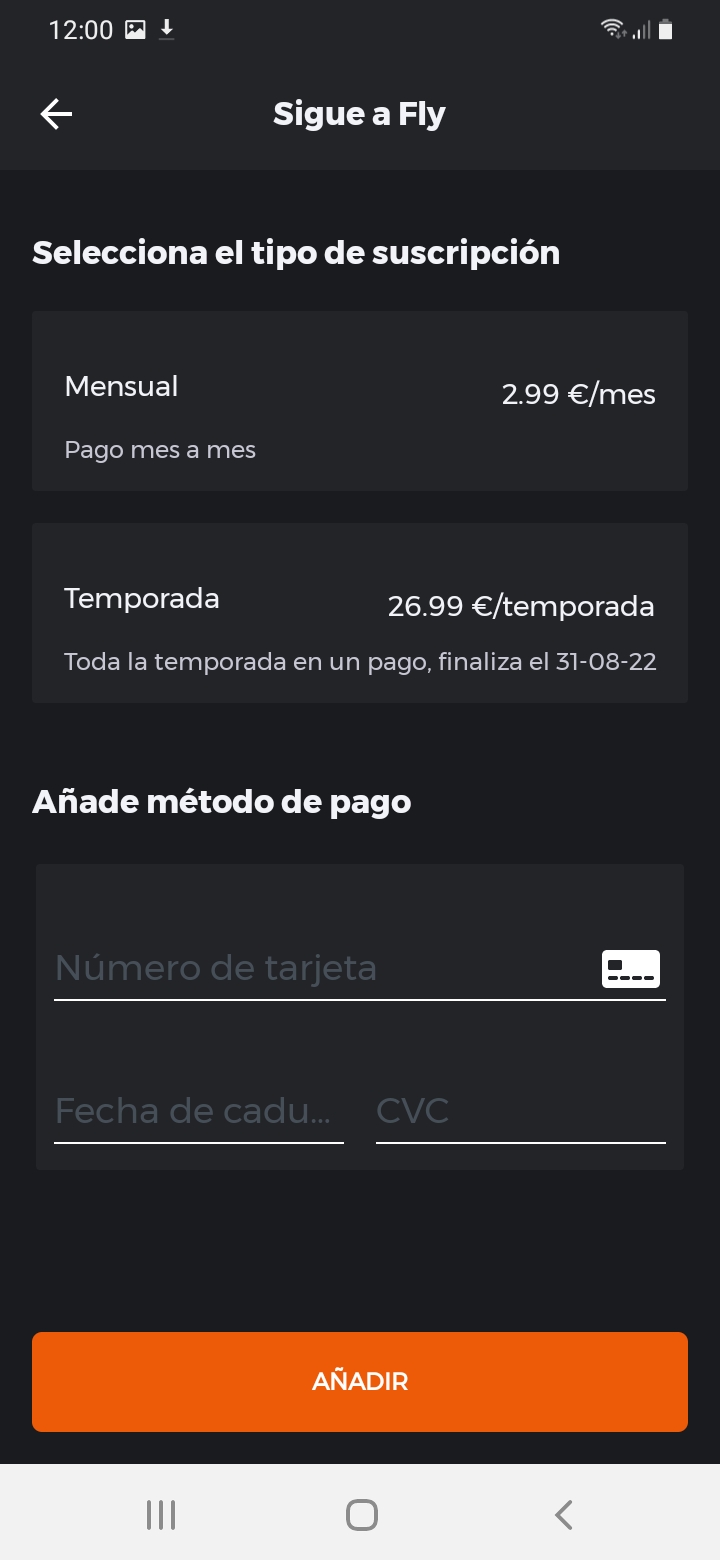 12:00
Sigue a Fly
Selecciona el tipo de suscripción
Mensual
2.99 €/mes
Pago mes a mes
Temporada
26.99 €/temporada
Toda la temporada en un pago, finaliza el 31-08-22
Añade método de pago
Número de tarjeta
Fecha de cadu...
CVC
AÑADIR